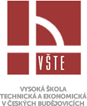 VŠTE
VYSOKÁ ŠKOLA
TECHNICKÁ A EKONOMICKÁ
V ČESKÝCH BUDĚJOVICÍCH